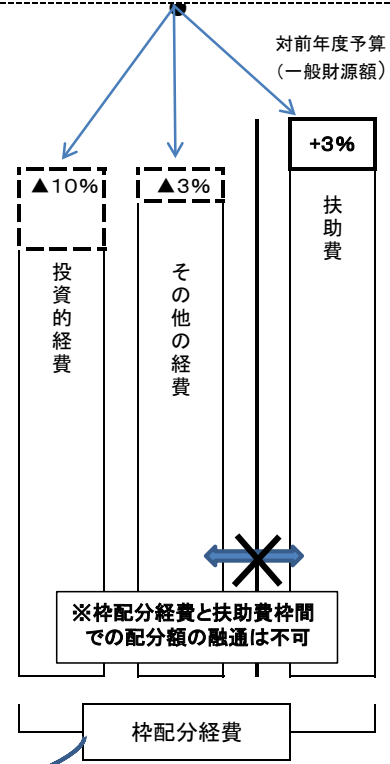 対前年度予算
（一般財源額）
▲10%
▲3%
+3%
投資的経費
その他の経費
扶助費
※枠配分経費と扶助費枠間
での配分額の融通は不可
枠配分経費